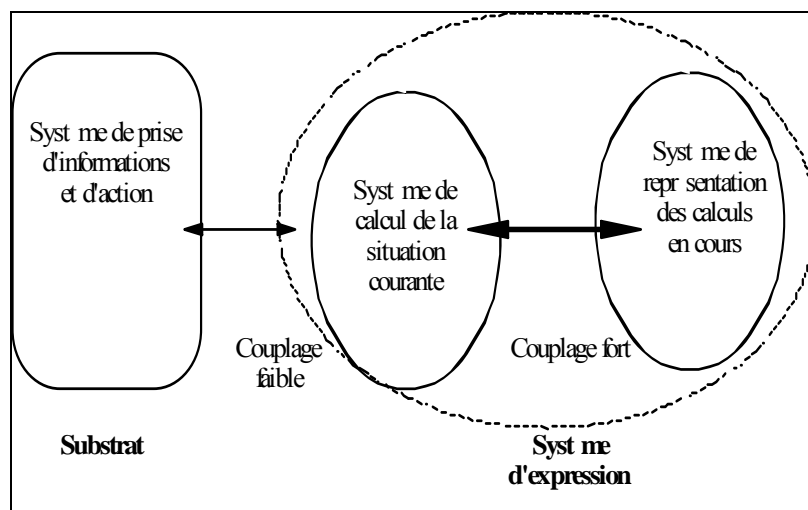 Syst me de prise
d'informations
et d'action
Syst me de
calcul de la
situation
courante
Syst me de
repr sentation
des calculs
en cours
Couplage
faible
Couplage fort
Substrat
Syst me
d'expression